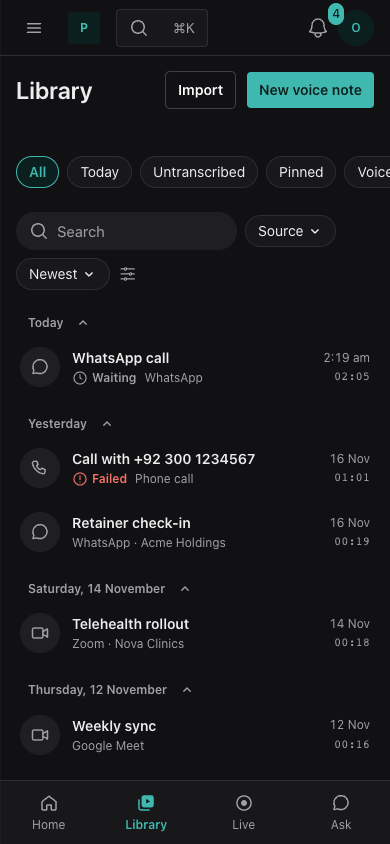 P
⌘K
4
O
Library
Import
New voice note
All
Today
Untranscribed
Pinned
Voice
Search
Source
Newest
Today
WhatsApp call
2:19 am
Waiting WhatsApp
02:05
Yesterday
Call with +92 300 1234567
16 Nov
Failed Phone call
01:01
Retainer check-in
16 Nov
WhatsApp · Acme Holdings
00:19
Saturday, 14 November
Telehealth rollout
14 Nov
Zoom · Nova Clinics
00:18
Thursday, 12 November
Weekly sync
12 Nov
Google Meet
00:16
Home
Library
Live
Ask